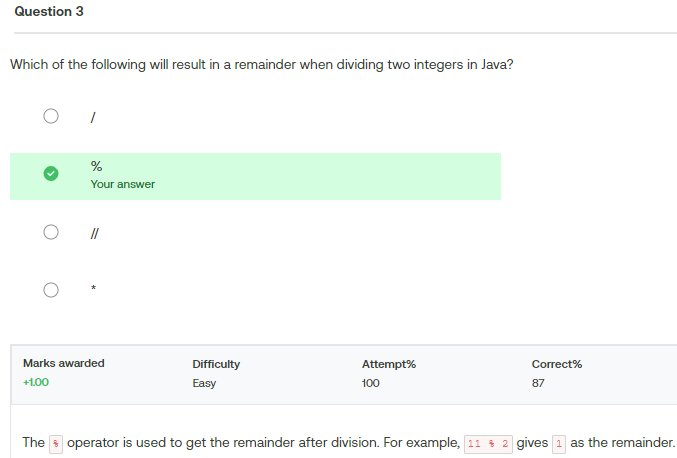 Question 3
Which of the following will result in a remainder when dividing two integers in Java?
/
%
Your answer
//
*
Marks awarded Difficulty Attempt% Correct%
+1.00 Easy 100 87
The % operator is used to get the remainder after division. For example, 11 % 2 gives 1 as the remainder.